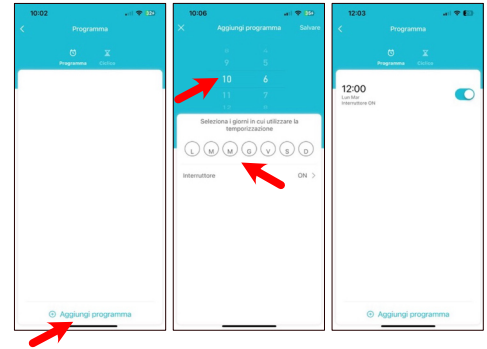 10:02
Programma
Programma
Aggiungi programma
10:06
Aggiungi programma Salvare
9 5
10 6
11 7
Seleziona i giorni in cui utilizzare la
temporizzazione
L M M G V S D
Interruttore ON
12:03
Programma
Programma
12:00
Lun Mar
Interruttore ON
Aggiungi programma